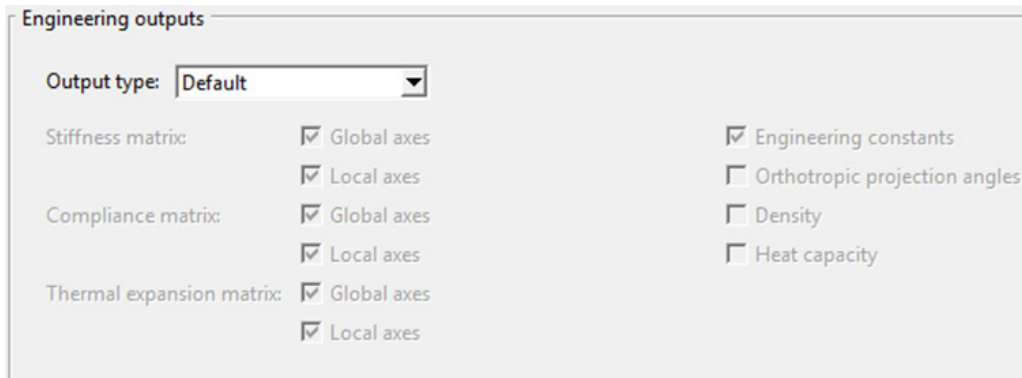 Engineering outputs
Output type: Default
Stiffness matrix: Global axes Engineering constants
Local axes Orthotropic projection angles
Compliance matrix: Global axes Density
Local axes Heat capacity
Thermal expansion matrix: Global axes
Local axes